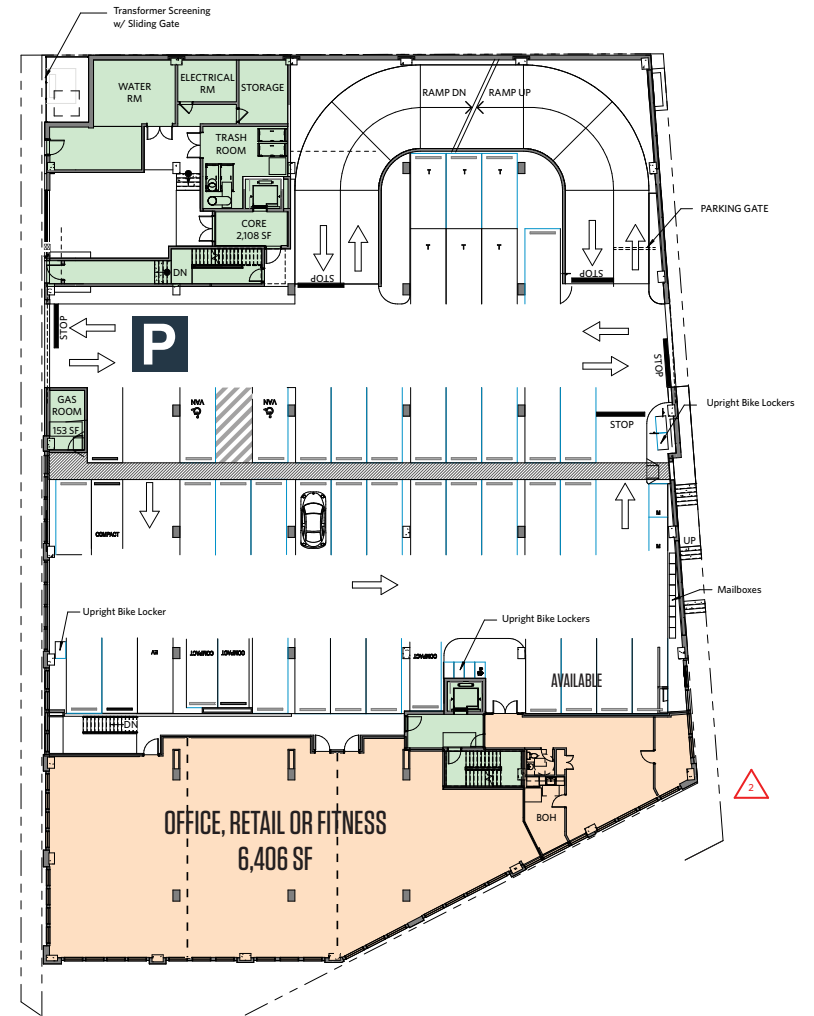 Transformer Screening
w/ Sliding Gate
WATER
RM
ELECTRICAL
RM
STORAGE
RAMP DN
RAMP UP
TRASH
ROOM
T T T
CORE
2,108 SF
PARKING GATE
T T T
DN
STOP
STOP
STOP
P
STOP
GAS
ROOM
153 SF
VAN
VAN
STOP
Upright Bike Lockers
COMPACT
M
M
UP
Mailboxes
Upright Bike Locker
Upright Bike Lockers
EV
COMPACT
COMPACT
COMPACT
AVAILABLE
DN
OFFICE, RETAIL OR FITNESS
6,406 SF
BOH
2